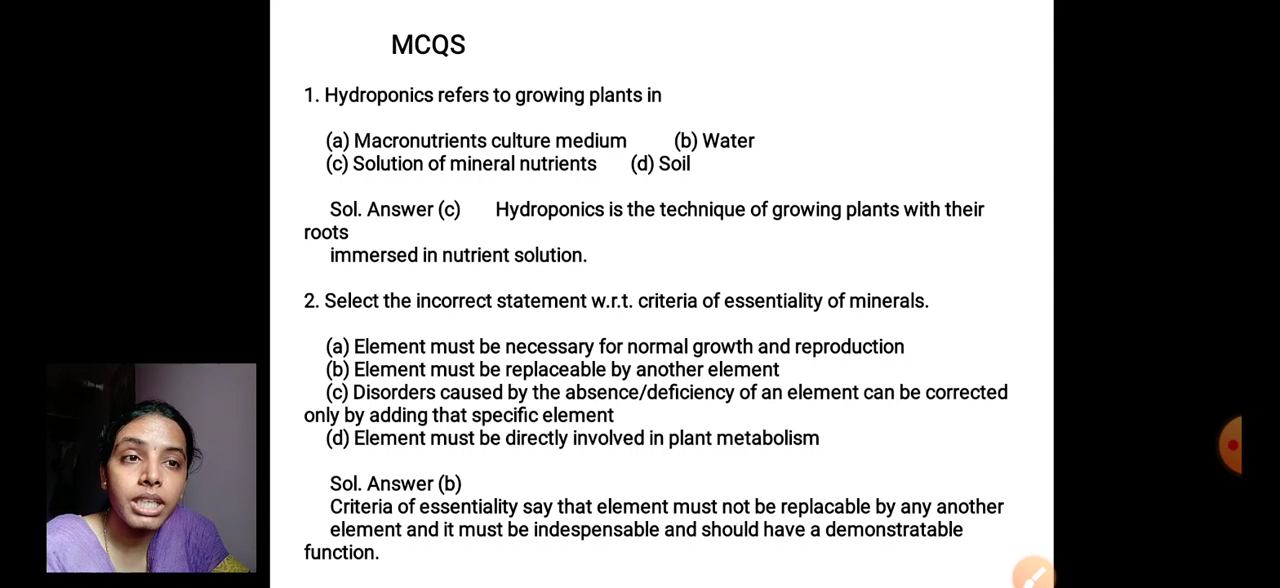 MCQS
1. Hydroponics refers to growing plants in
(a) Macronutrients culture medium (b) Water
(c) Solution of mineral nutrients (d) Soil
Sol. Answer (c) Hydroponics is the technique of growing plants with their
roots
immersed in nutrient solution.
2. Select the incorrect statement w.r.t. criteria of essentiality of minerals.
(a) Element must be necessary for normal growth and reproduction
(b) Element must be replaceable by another element
(c) Disorders caused by the absence/deficiency of an element can be corrected
only by adding that specific element
(d) Element must be directly involved in plant metabolism
Sol. Answer (b)
Criteria of essentiality say that element must not be replacable by any another
element and it must be indespensable and should have a demonstratable
function.